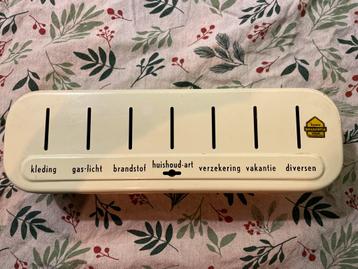 kleding gas-licht brandstof huishoud-art verzekering vakantie diversen